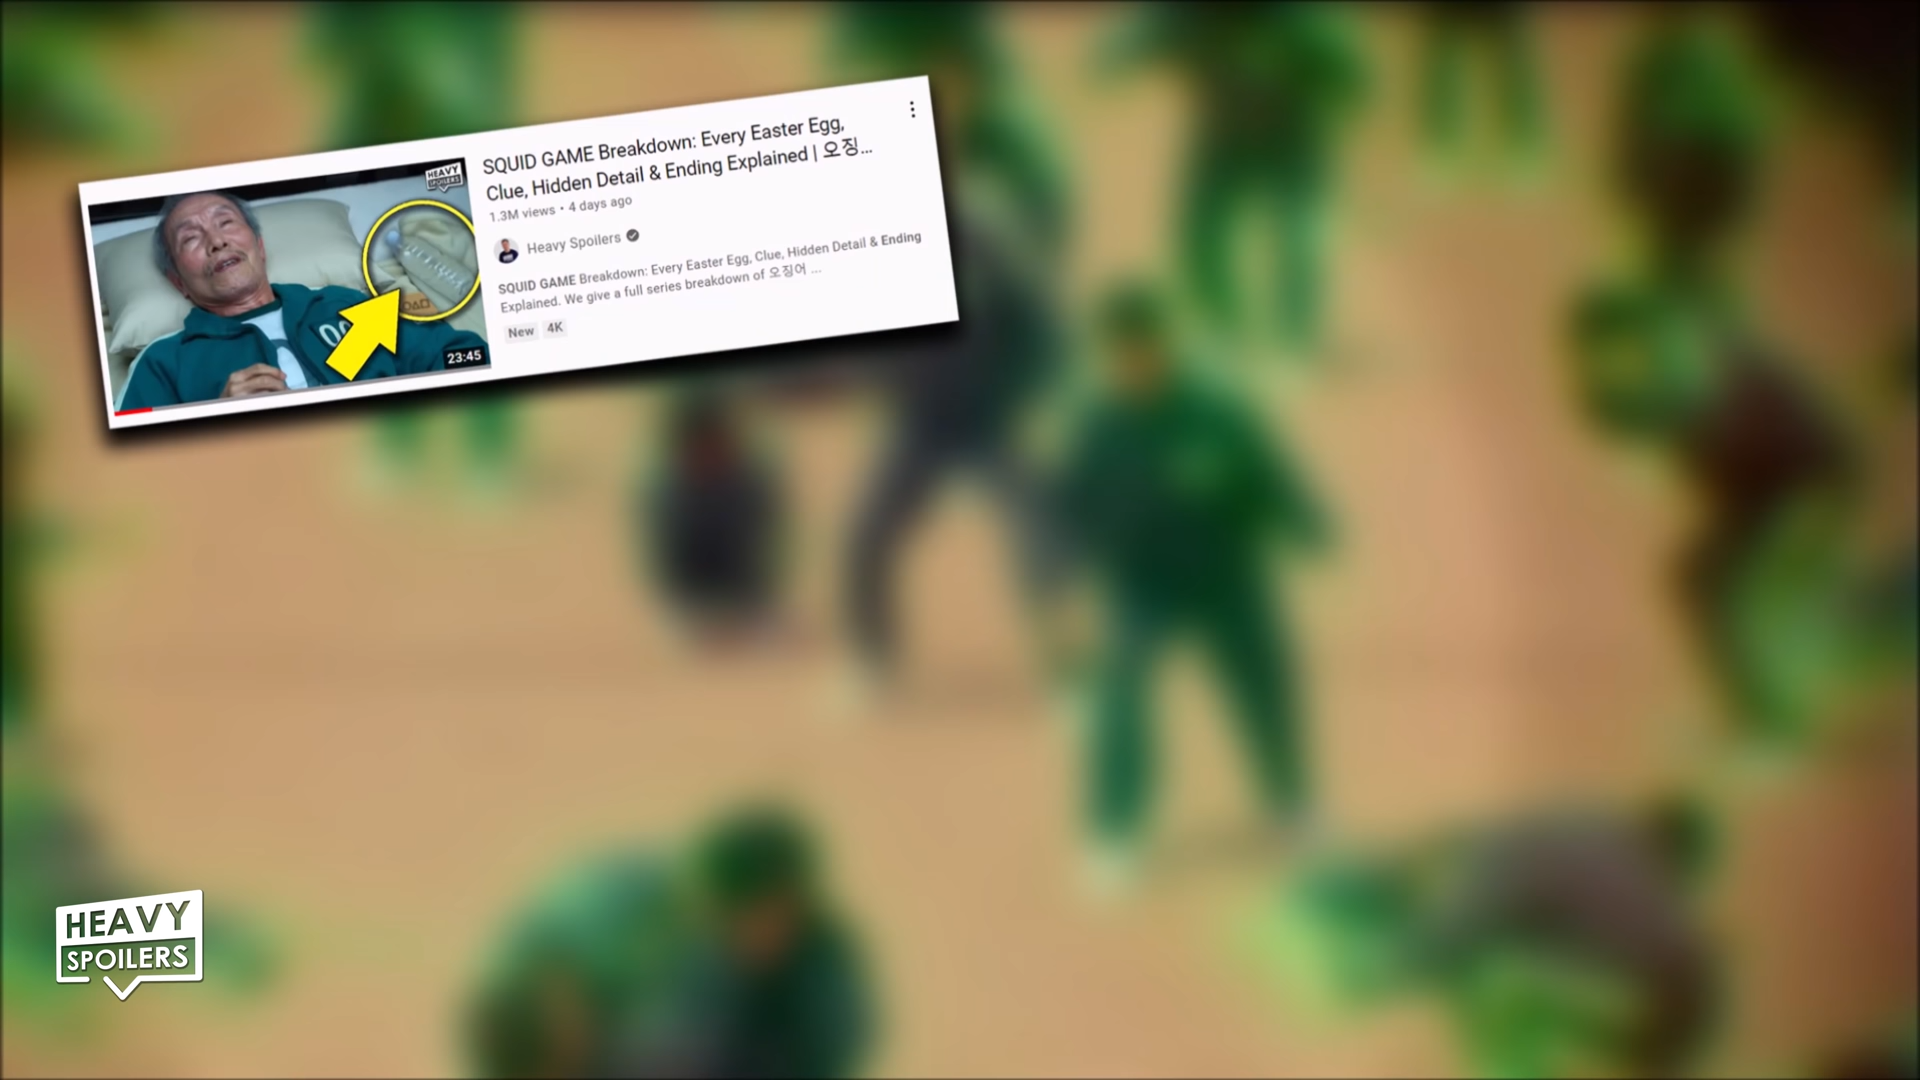 SQUID GAME Breakdown: Every Easter Egg,
Clue, Hidden Detail & Ending Explained | 오징...
1.3M views • 4 days ago
Heavy Spoilers
SQUID GAME Breakdown: Every Easter Egg, Clue, Hidden Detail & Ending
Explained. We give a full series breakdown of 오징어 ...
New 4K
HEAVY
SPOILERS
23:45
HEAVY
SPOILERS